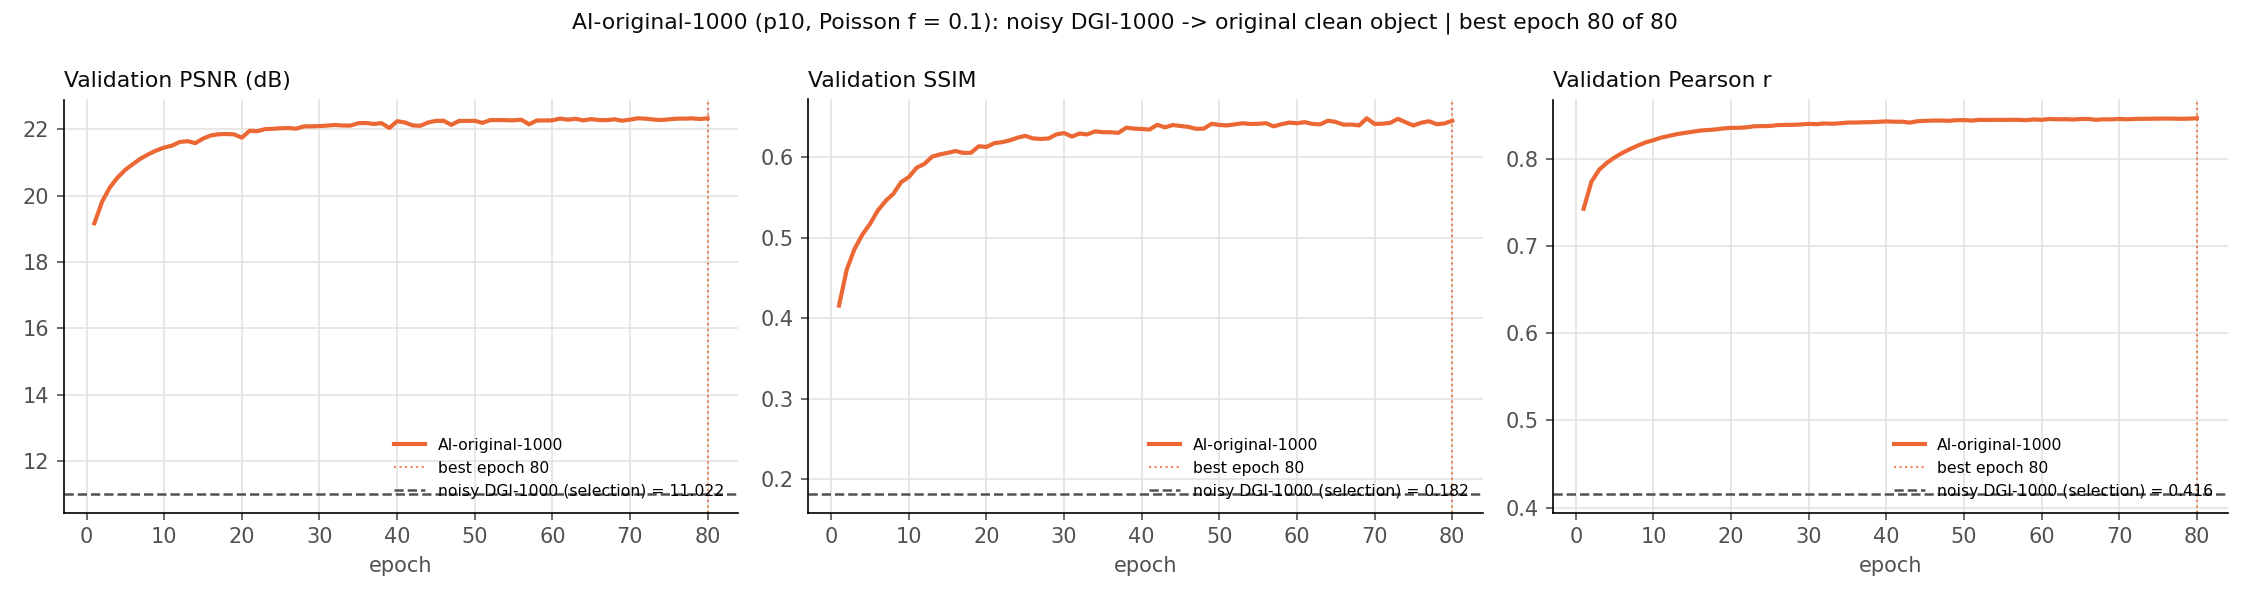 AI-original-1000 (p10, Poisson f = 0.1): noisy DGI-1000 -> original clean object | best epoch 80 of 80
Validation PSNR (dB)
22
20
18
16
14
12
0 10 20 30 40 50 60 70 80
epoch
AI-original-1000
best epoch 80
noisy DGI-1000 (selection) = 11.022
Validation SSIM
0.6
0.5
0.4
0.3
0.2
0 10 20 30 40 50 60 70 80
epoch
AI-original-1000
best epoch 80
noisy DGI-1000 (selection) = 0.182
Validation Pearson r
0.8
0.7
0.6
0.5
0.4
0 10 20 30 40 50 60 70 80
epoch
AI-original-1000
best epoch 80
noisy DGI-1000 (selection) = 0.416